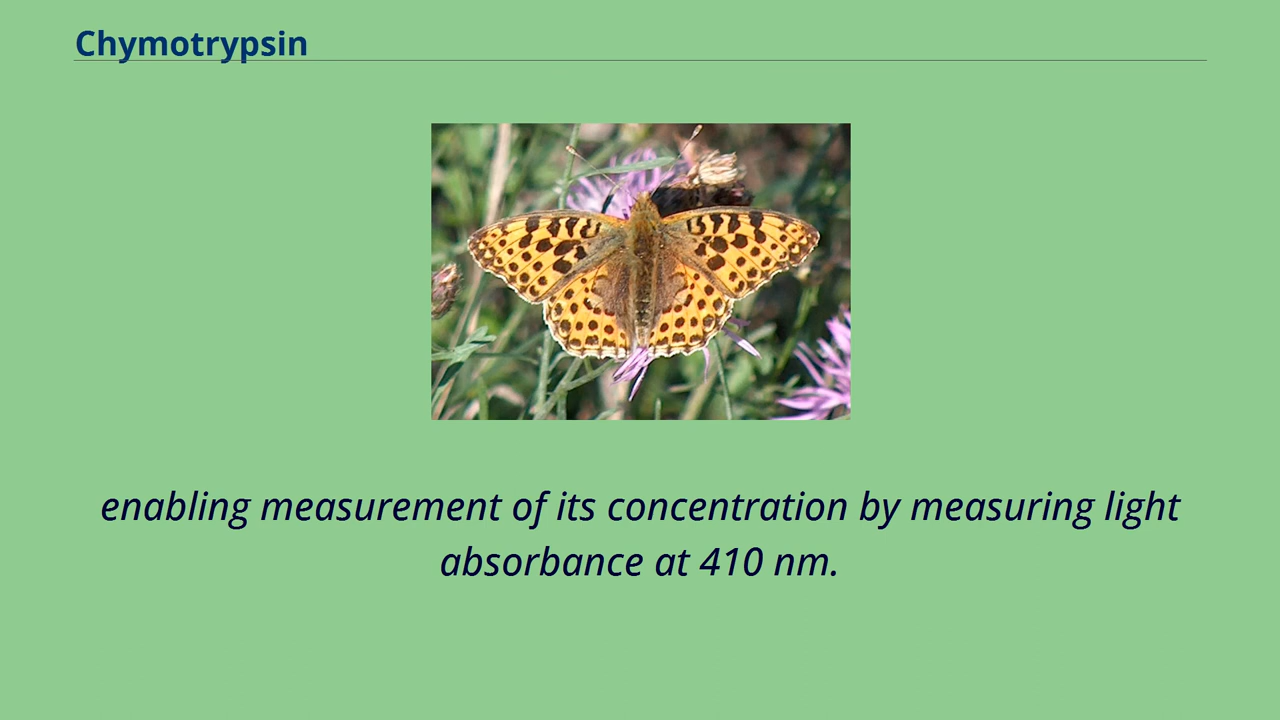 Chymotrypsin
enabling measurement of its concentration by measuring light
absorbance at 410 nm.